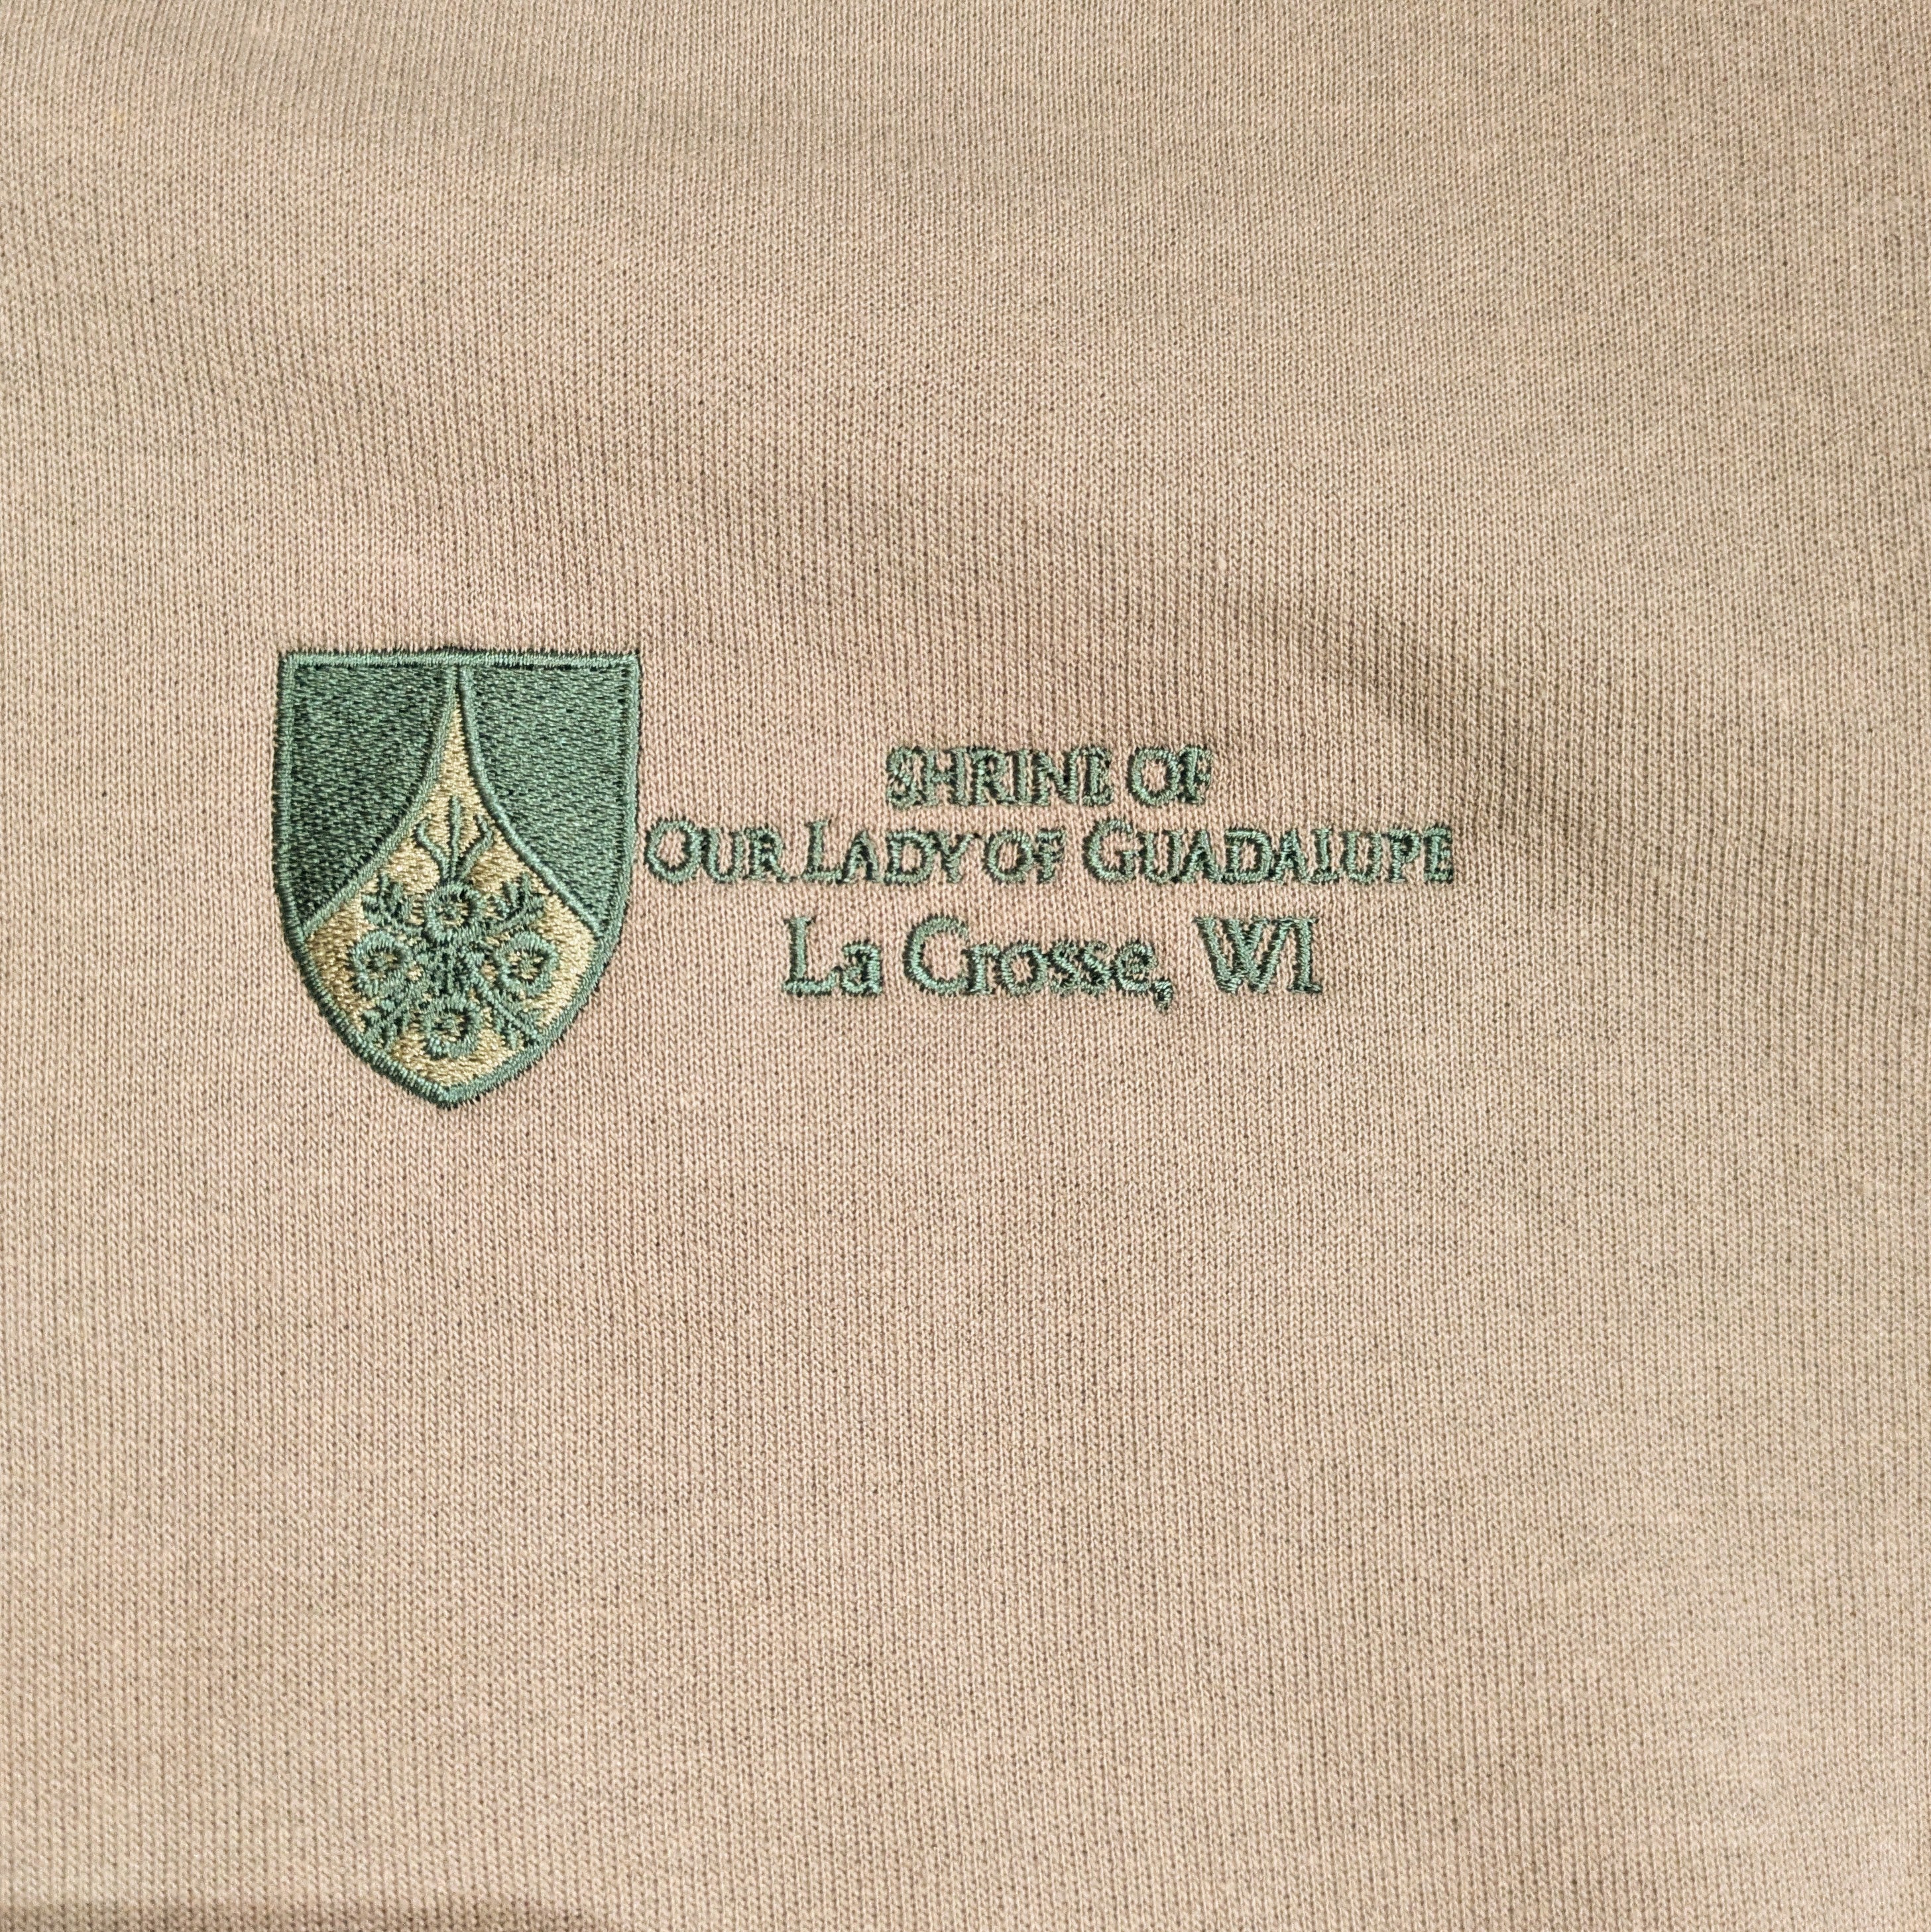 SHRINE OF
OUR LADY OF GUADALUPE
La Crosse, WI